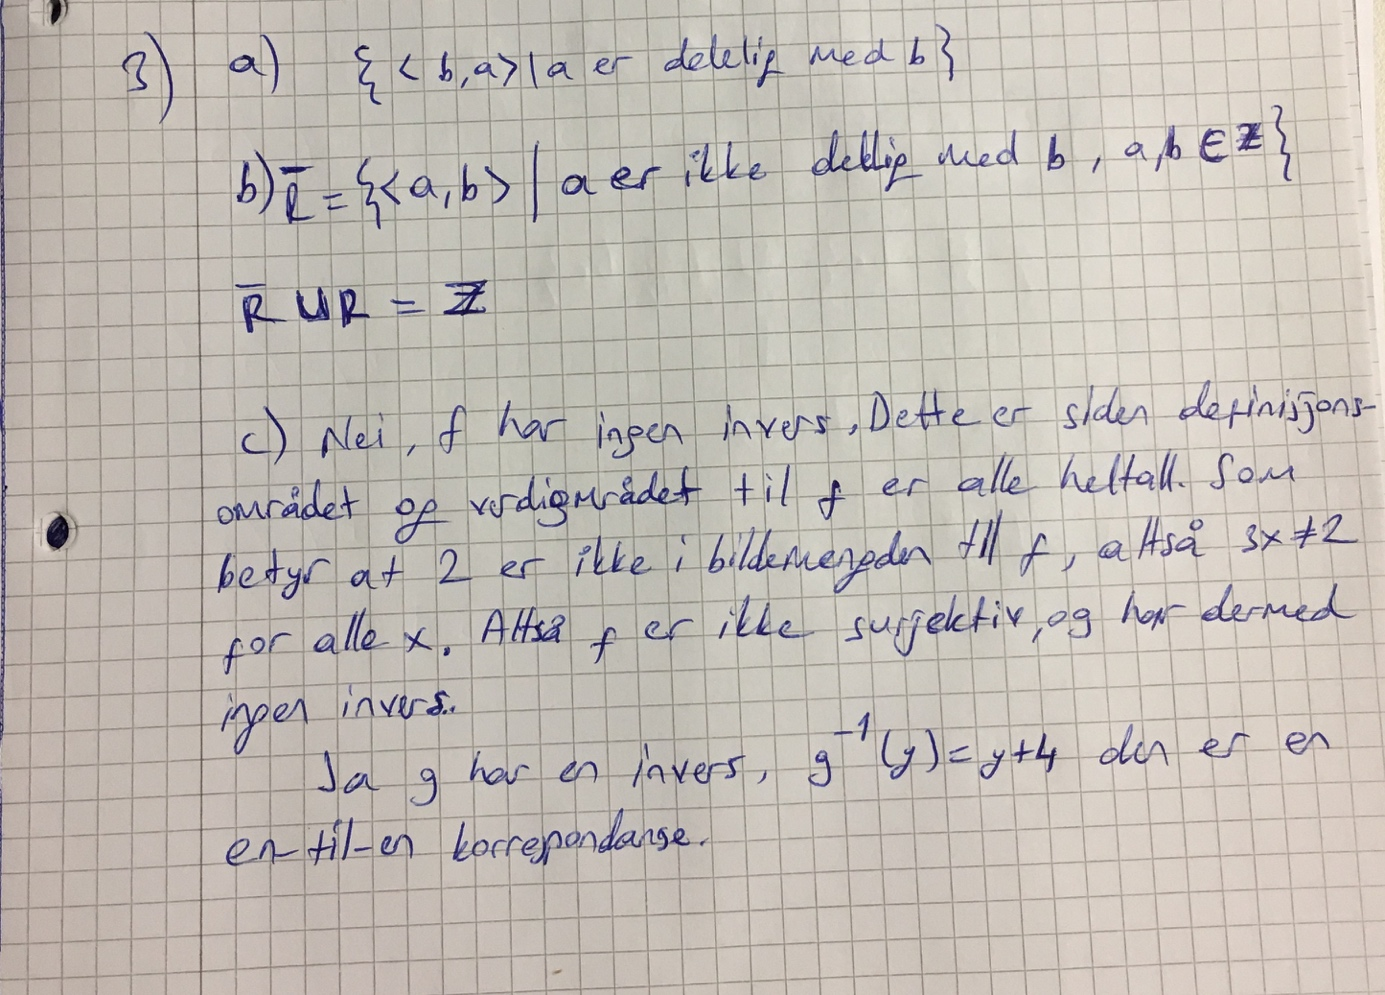 3) a) {< b,a> | a er delelig med b}
b) R̅ = {<a,b> | a er ikke delelig med b, a,b ∈ ℤ}
R̅ ∪ R = ℤ
c) Nei, f har ingen invers. Dette er siden definisjons-
området og verdiområdet til f er alle heltall. Som
betyr at 2 er ikke i bildemengden til f, altså 3x≠2
for alle x. Altså f er ikke surjektiv, og har dermed
ingen invers.
Ja g har en invers, g⁻¹(y)=y+4 den er en
en-til-en korrepondanse.